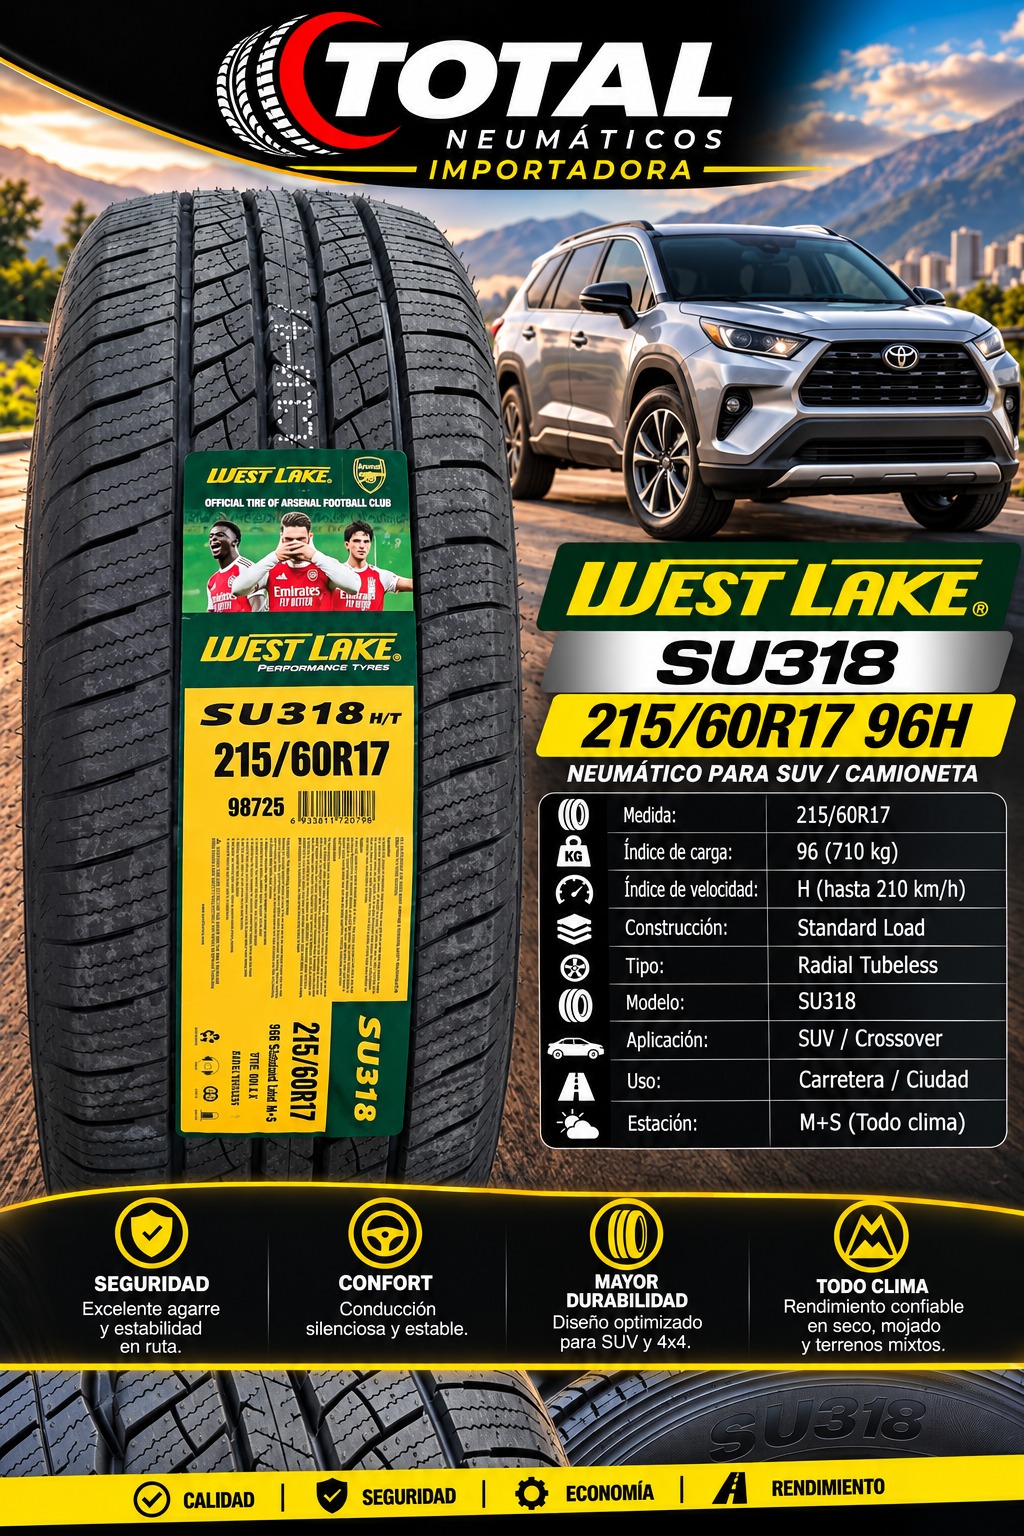 TOTAL
NEUMÁTICOS
IMPORTADORA
WEST LAKE®
Arsenal
OFFICIAL TIRE OF ARSENAL FOOTBALL CLUB
Emirates
FLY BETTER
WEST LAKE®
PERFORMANCE TYRES
SU318 H/T
215/60R17
98725
6 933811 720796
215/60R17
SU318
WEST LAKE®
SU318
215/60R17 96H
NEUMÁTICO PARA SUV / CAMIONETA
Medida: 215/60R17
Índice de carga: 96 (710 kg)
Índice de velocidad: H (hasta 210 km/h)
Construcción: Standard Load
Tipo: Radial Tubeless
Modelo: SU318
Aplicación: SUV / Crossover
Uso: Carretera / Ciudad
Estación: M+S (Todo clima)
KG
SEGURIDAD
Excelente agarre
y estabilidad
en ruta.
CONFORT
Conducción
silenciosa y estable.
MAYOR
DURABILIDAD
Diseño optimizado
para SUV y 4x4.
TODO CLIMA
Rendimiento confiable
en seco, mojado
y terrenos mixtos.
SU318
CALIDAD | SEGURIDAD | ECONOMÍA | RENDIMIENTO